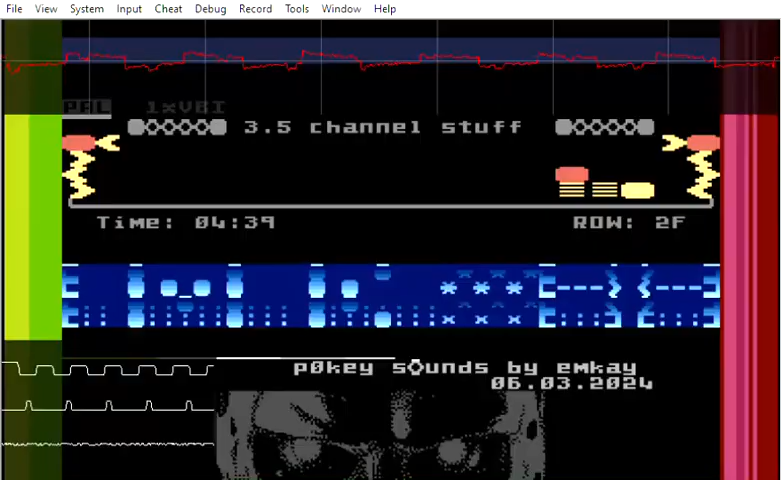 File View System Input Cheat Debug Record Tools Window Help
PAL 1xVBI
3.5 channel stuff
Time: 04:39 ROW: 2F
p0key sounds by emkay
06.03.2024